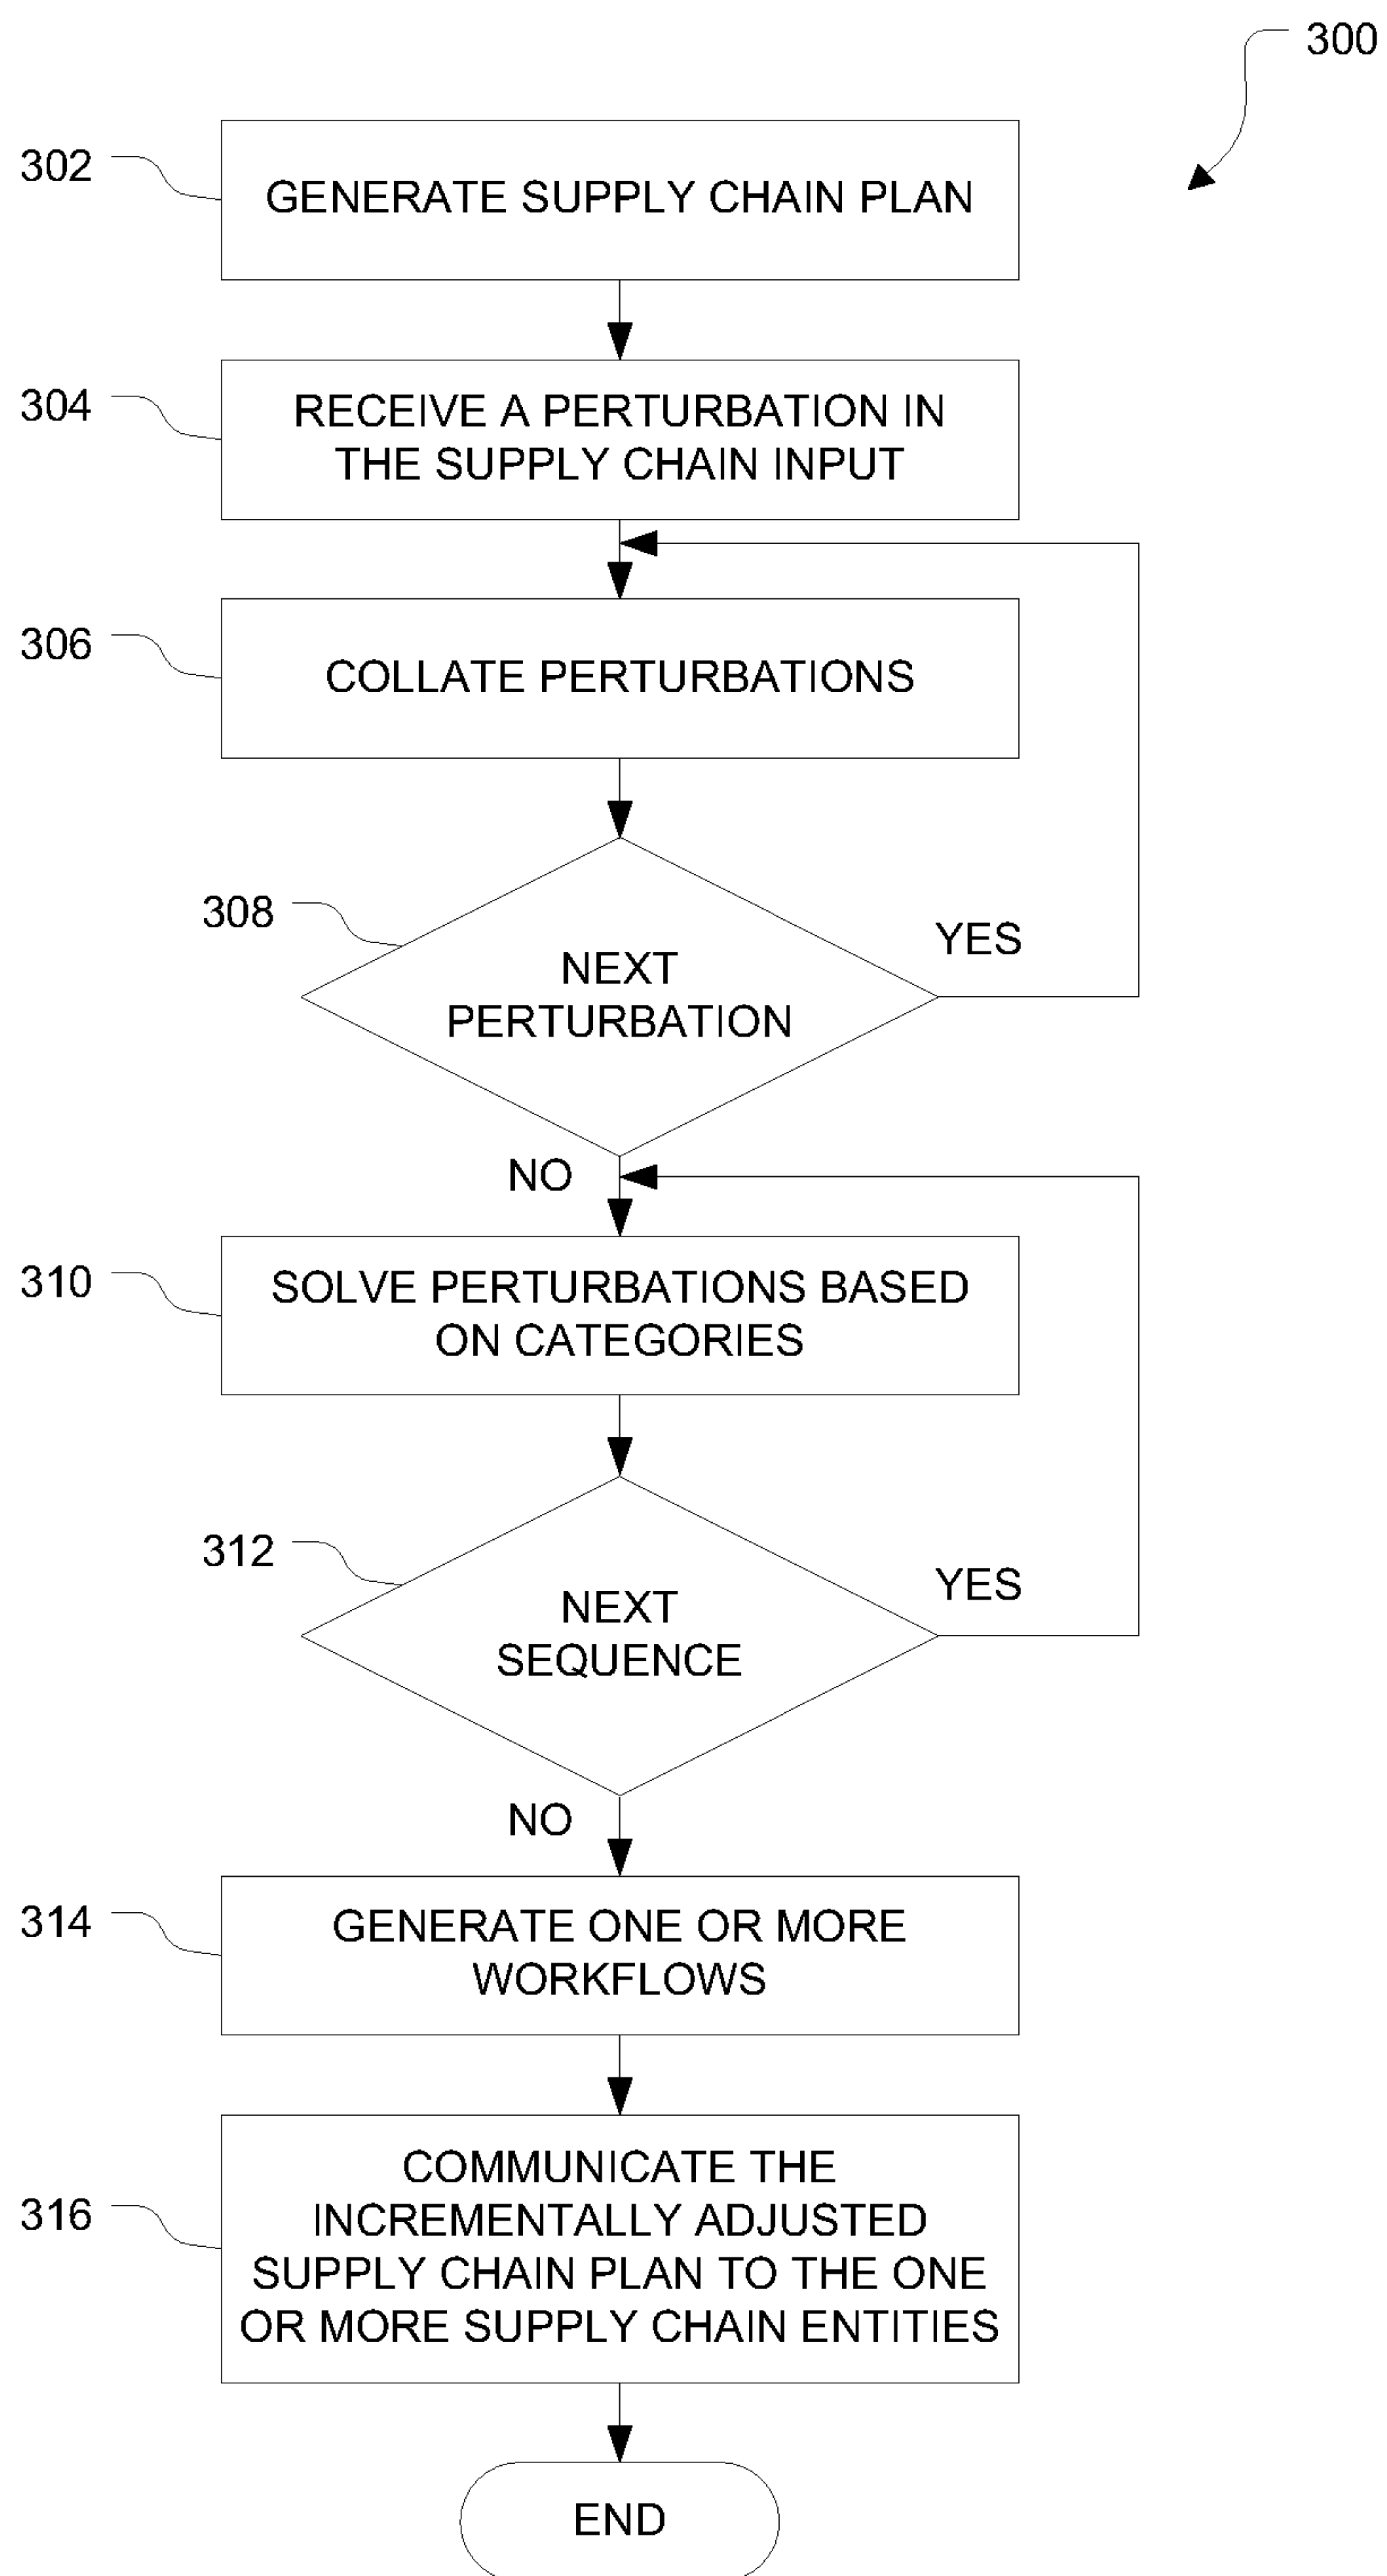 300
302
GENERATE SUPPLY CHAIN PLAN
304
RECEIVE A PERTURBATION IN
THE SUPPLY CHAIN INPUT
306
COLLATE PERTURBATIONS
308
NEXT
PERTURBATION
YES
NO
310
SOLVE PERTURBATIONS BASED
ON CATEGORIES
312
NEXT
SEQUENCE
YES
NO
314
GENERATE ONE OR MORE
WORKFLOWS
316
COMMUNICATE THE
INCREMENTALLY ADJUSTED
SUPPLY CHAIN PLAN TO THE ONE
OR MORE SUPPLY CHAIN ENTITIES
END